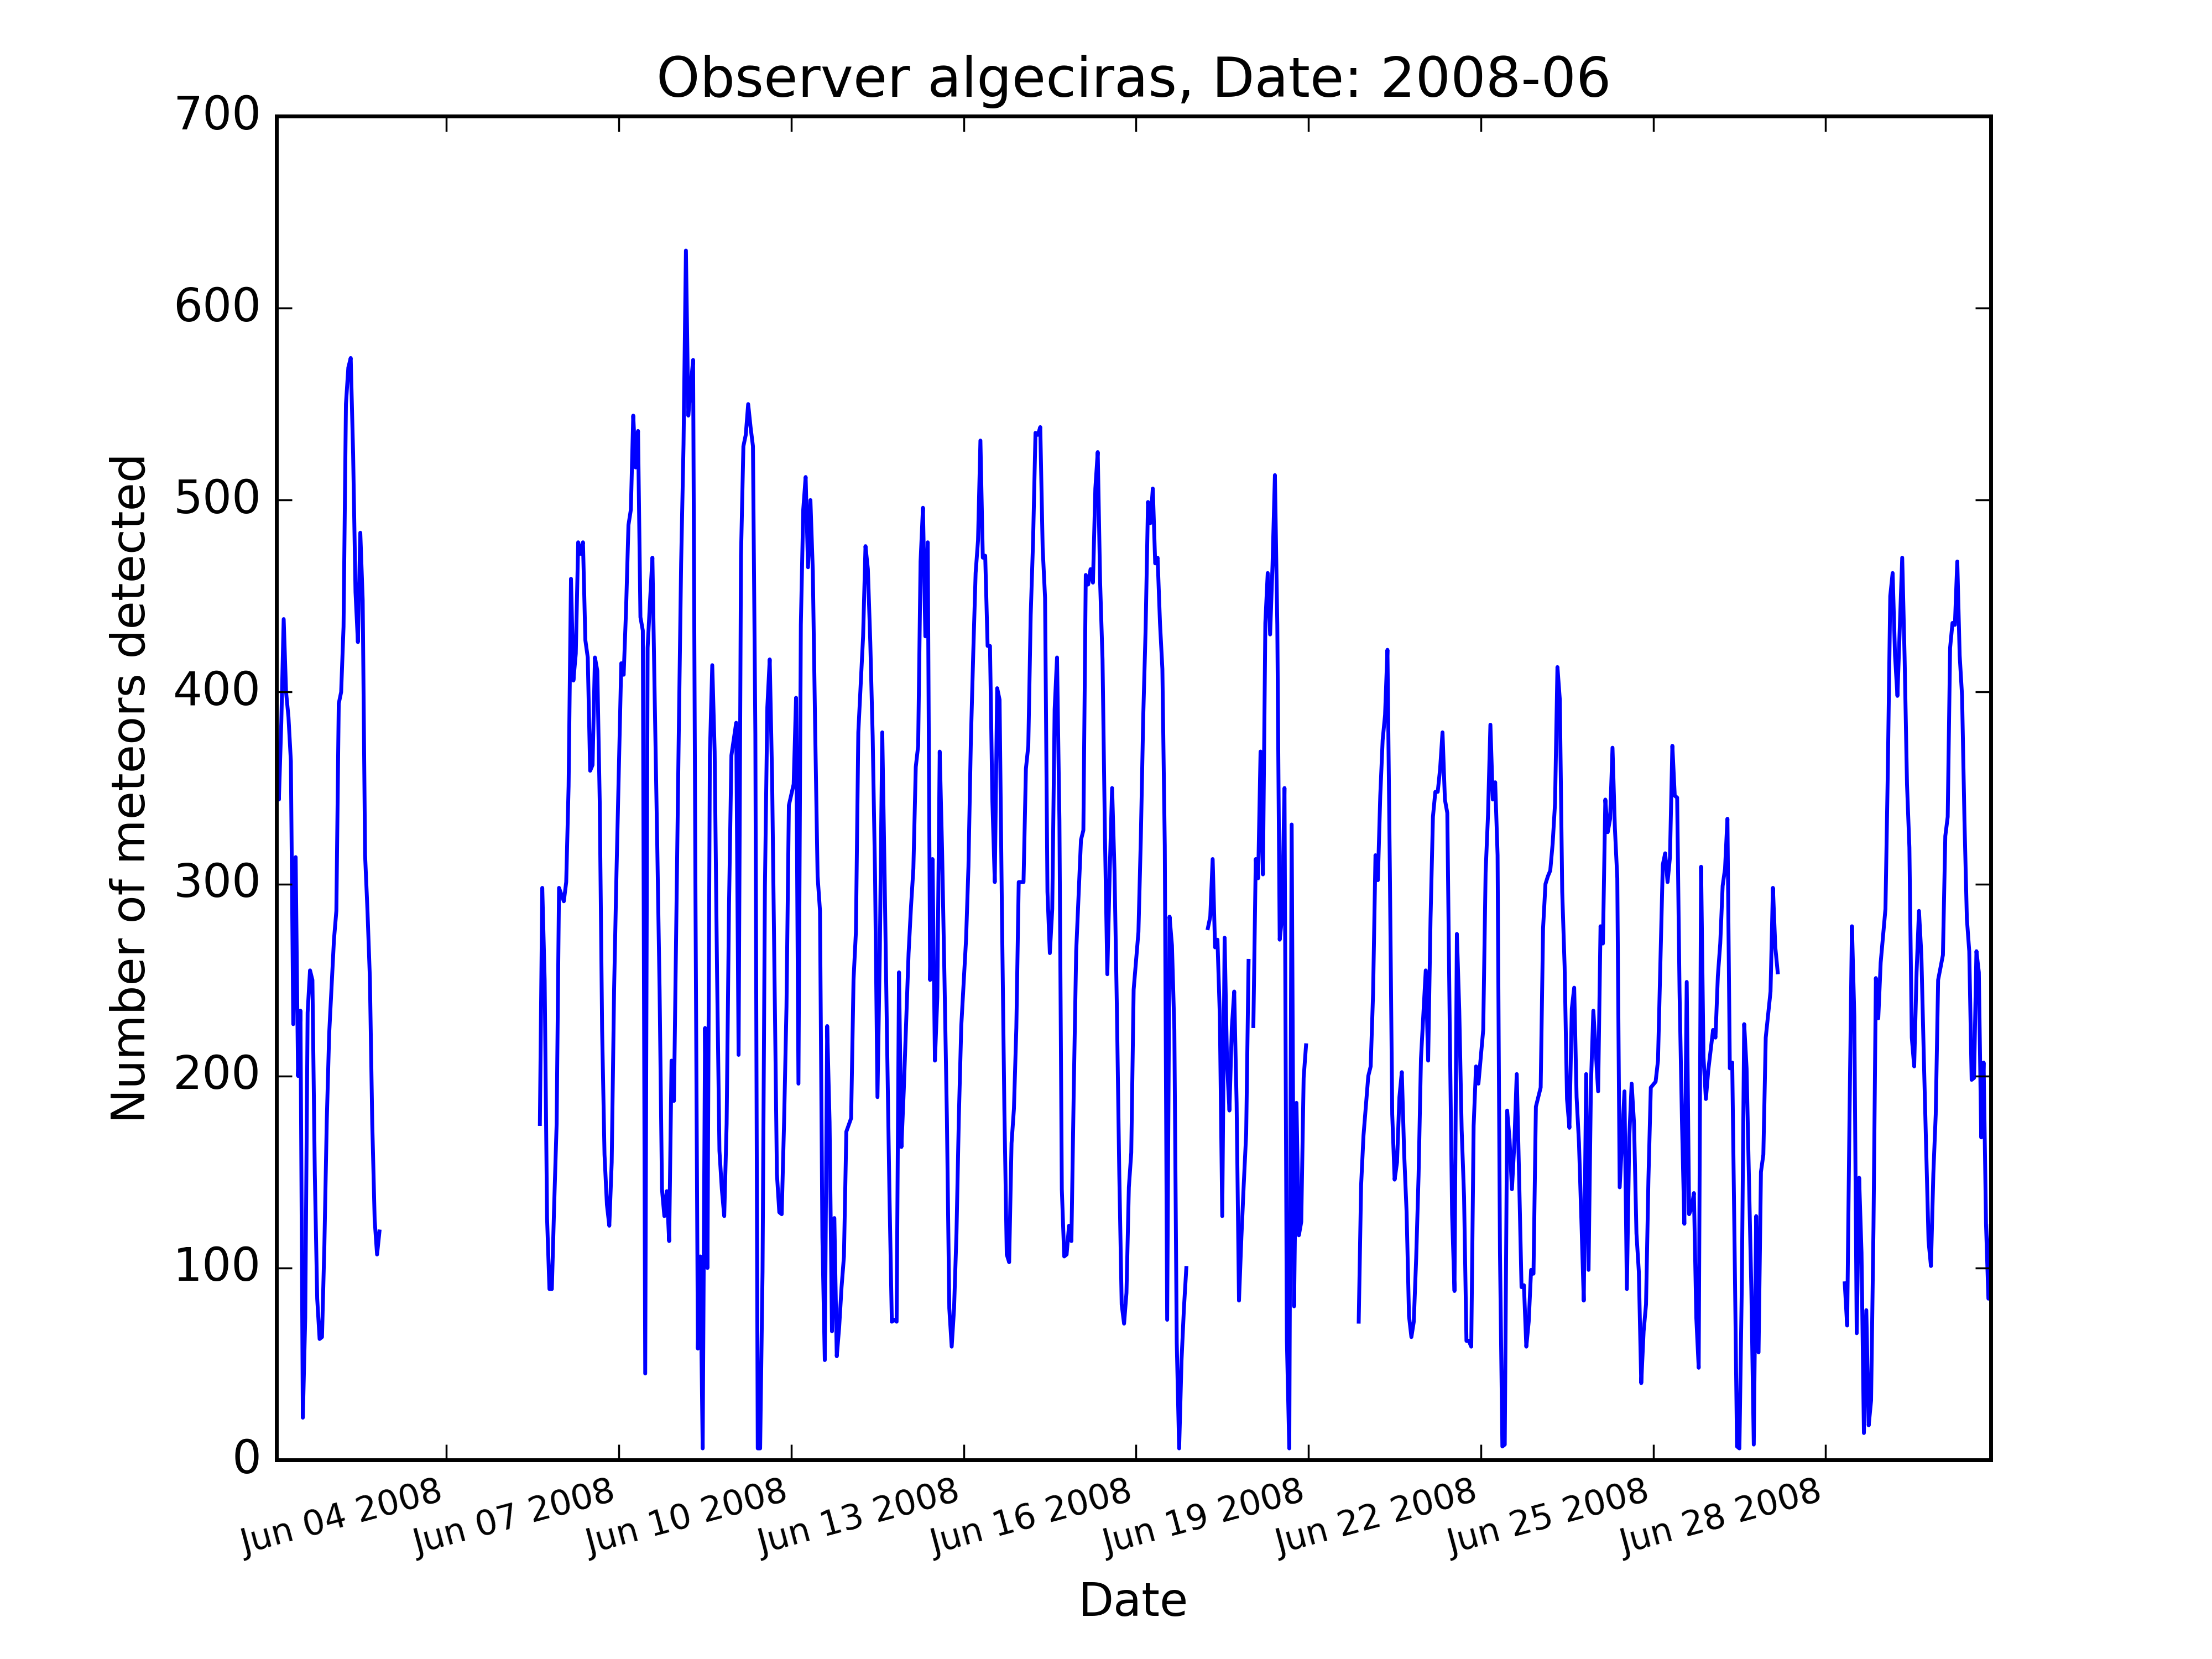 Observer algeciras, Date: 2008-06
Number of meteors detected
700
600
500
400
300
200
100
0
Jun 04 2008
Jun 07 2008
Jun 10 2008
Jun 13 2008
Jun 16 2008
Jun 19 2008
Jun 22 2008
Jun 25 2008
Jun 28 2008
Date